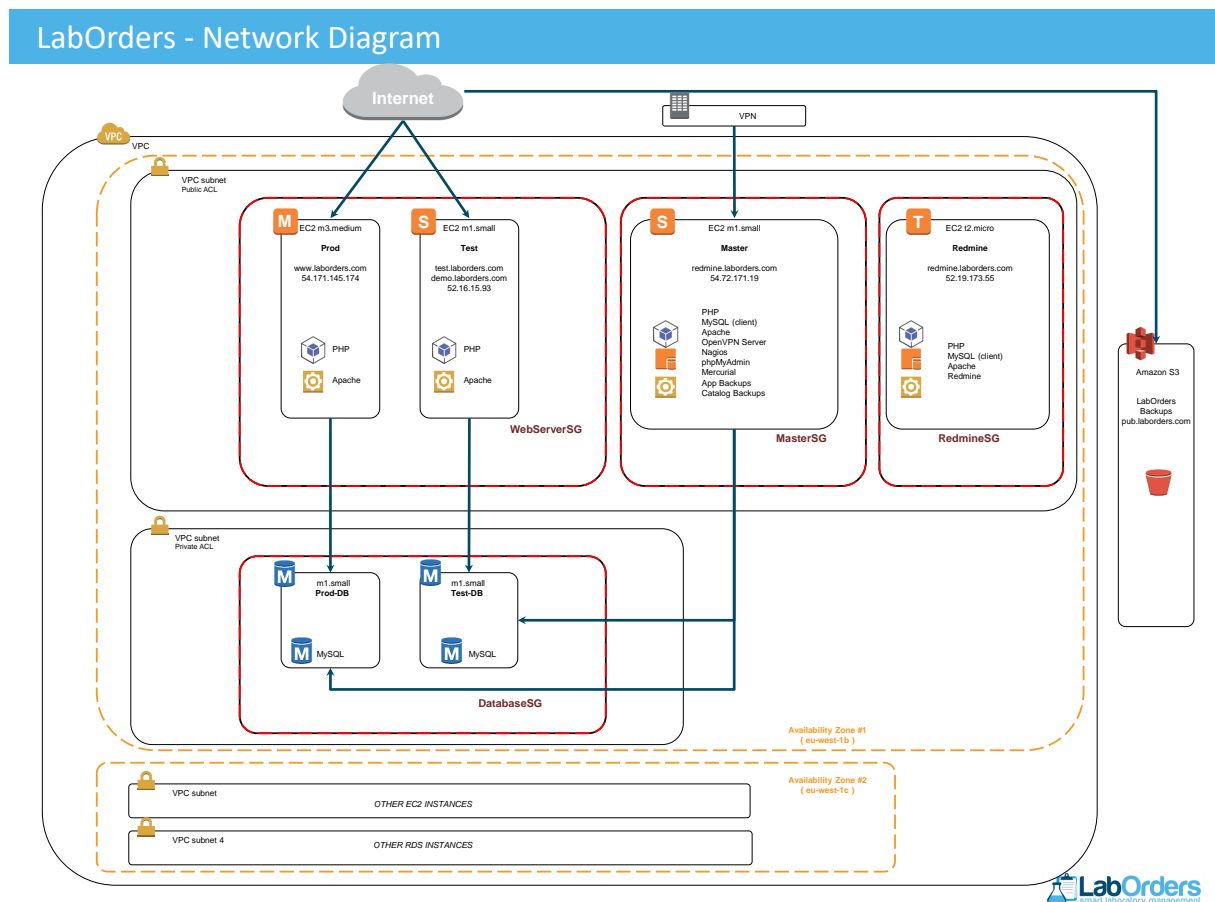 LabOrders - Network Diagram
Internet
VPN
VPC
VPC
VPC subnet
Public ACL
M
EC2 m3.medium
Prod
www.laborders.com
54.171.145.174
PHP
Apache
S
EC2 m1.small
Test
test.laborders.com
demo.laborders.com
52.16.15.93
PHP
Apache
WebServerSG
S
EC2 m1.small
Master
redmine.laborders.com
54.72.171.19
PHP
MySQL (client)
Apache
OpenVPN Server
Nagios
phpMyAdmin
Mercurial
App Backups
Catalog Backups
MasterSG
T
EC2 t2.micro
Redmine
redmine.laborders.com
52.19.173.55
PHP
MySQL (client)
Apache
Redmine
RedmineSG
Amazon S3
LabOrders
Backups
pub.laborders.com
VPC subnet
Private ACL
M
m1.small
Prod-DB
M
MySQL
M
m1.small
Test-DB
M
MySQL
DatabaseSG
Availability Zone #1
( eu-west-1b )
Availability Zone #2
( eu-west-1c )
VPC subnet
OTHER EC2 INSTANCES
VPC subnet 4
OTHER RDS INSTANCES
LabOrders
smart laboratory management